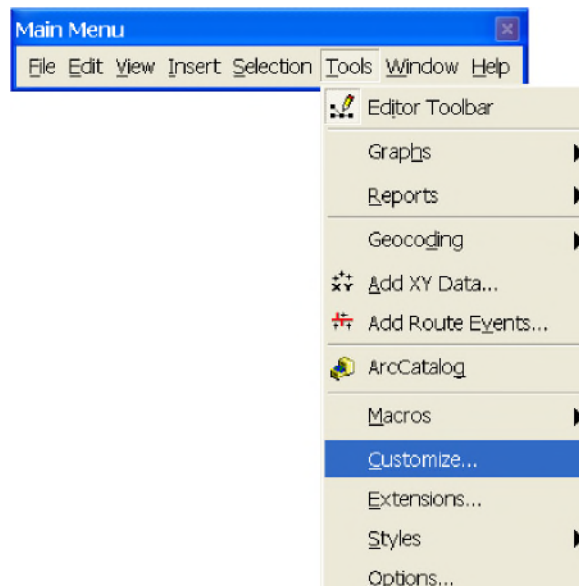 Main Menu
File Edit View Insert Selection Tools Window Help
Editor Toolbar
Graphs
Reports
Geocoding
Add XY Data...
Add Route Events...
ArcCatalog
Macros
Customize...
Extensions...
Styles
Options...